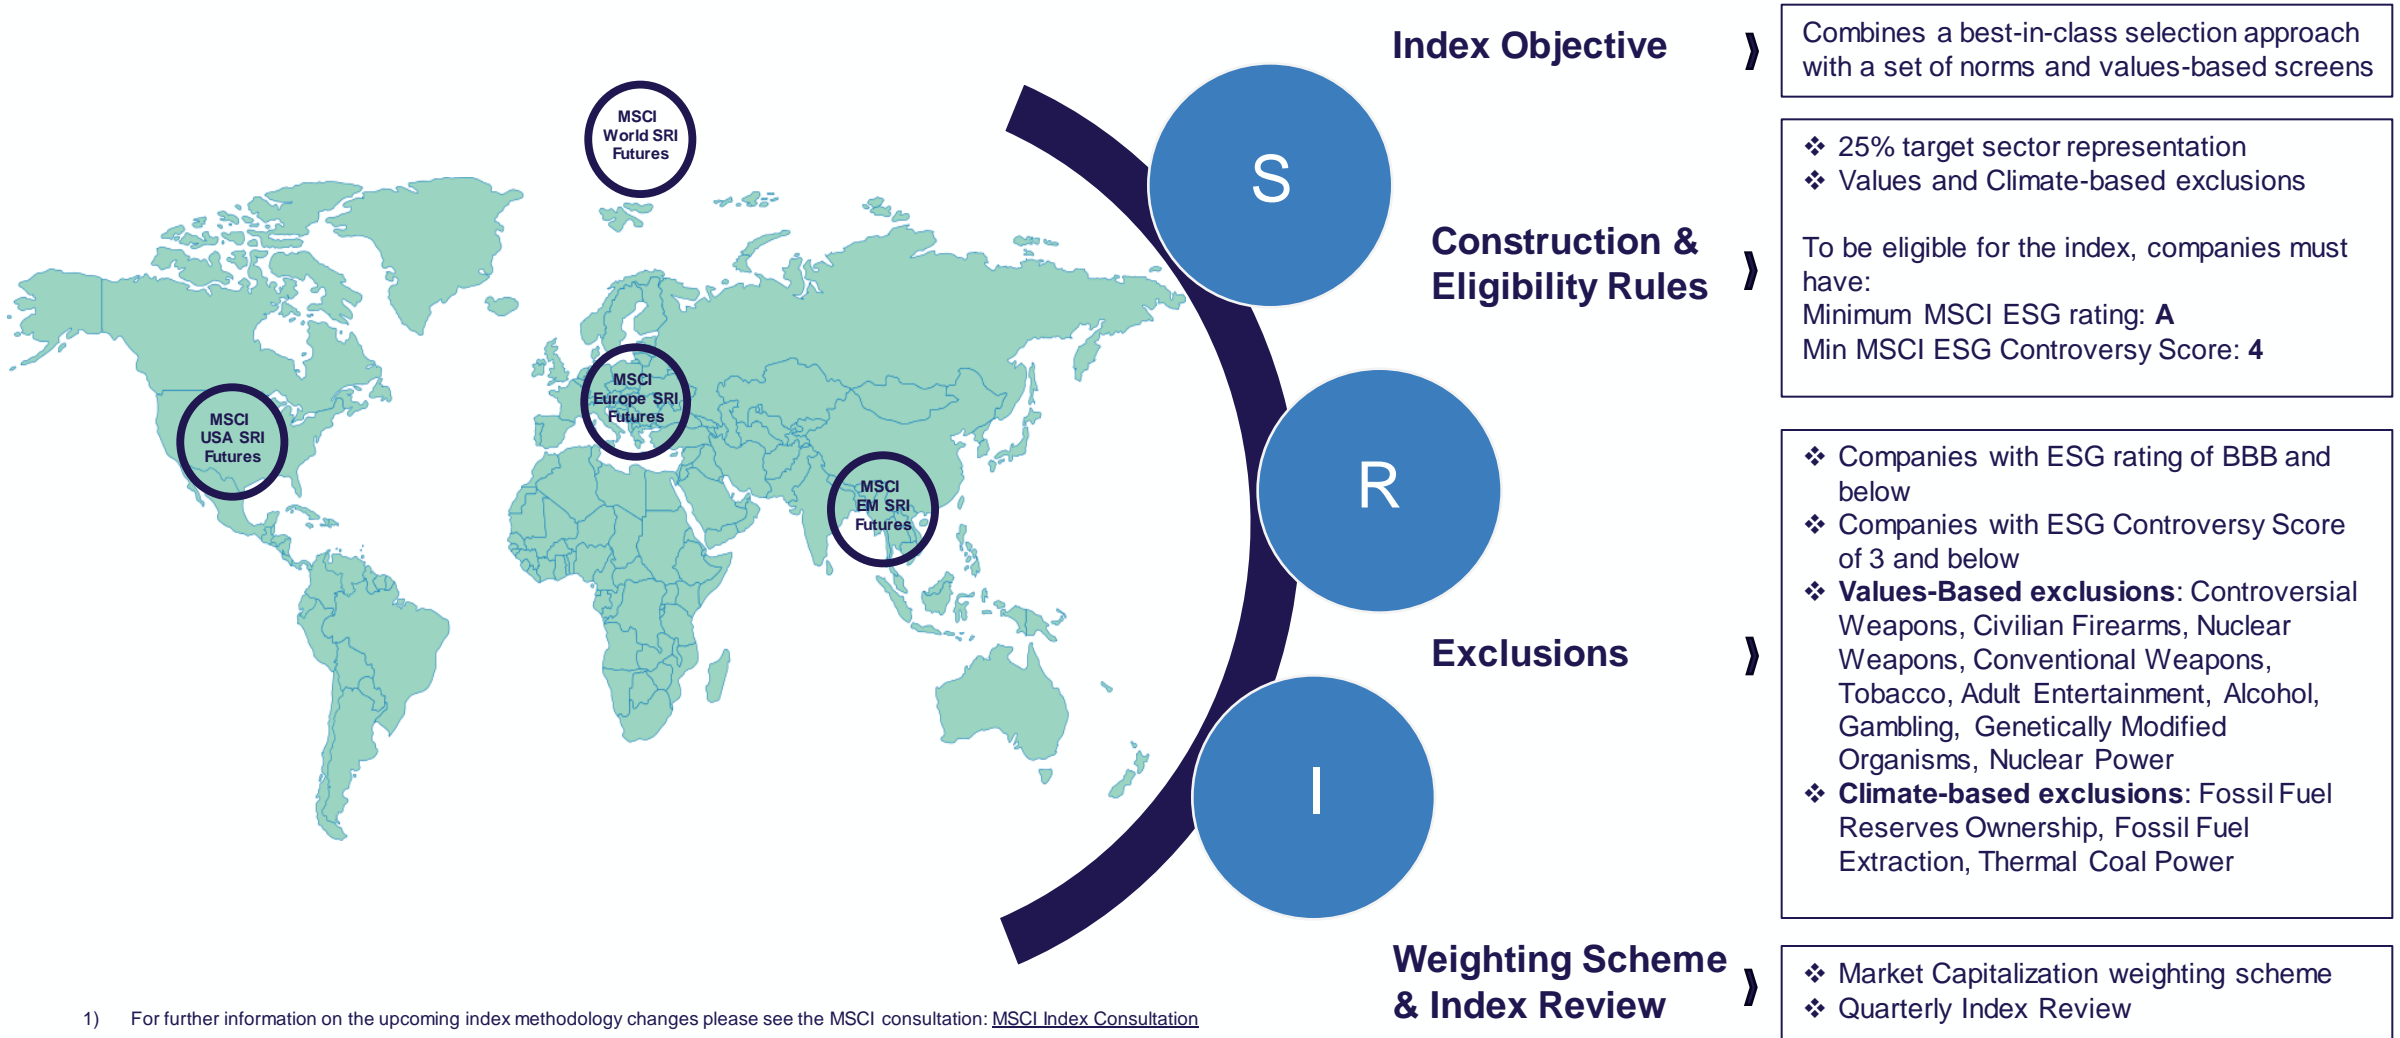 MSCI
World SRI
Futures
MSCI
Europe SRI
Futures
MSCI
USA SRI
Futures
MSCI
EM SRI
Futures
S
R
I
Index Objective
Combines a best-in-class selection approach
with a set of norms and values-based screens
Construction &
Eligibility Rules
❖ 25% target sector representation
❖ Values and Climate-based exclusions
To be eligible for the index, companies must
have:
Minimum MSCI ESG rating: A
Min MSCI ESG Controversy Score: 4
Exclusions
❖ Companies with ESG rating of BBB and
below
❖ Companies with ESG Controversy Score
of 3 and below
❖ Values-Based exclusions: Controversial
Weapons, Civilian Firearms, Nuclear
Weapons, Conventional Weapons,
Tobacco, Adult Entertainment, Alcohol,
Gambling, Genetically Modified
Organisms, Nuclear Power
❖ Climate-based exclusions: Fossil Fuel
Reserves Ownership, Fossil Fuel
Extraction, Thermal Coal Power
Weighting Scheme
& Index Review
❖ Market Capitalization weighting scheme
❖ Quarterly Index Review
1) For further information on the upcoming index methodology changes please see the MSCI consultation: MSCI Index Consultation